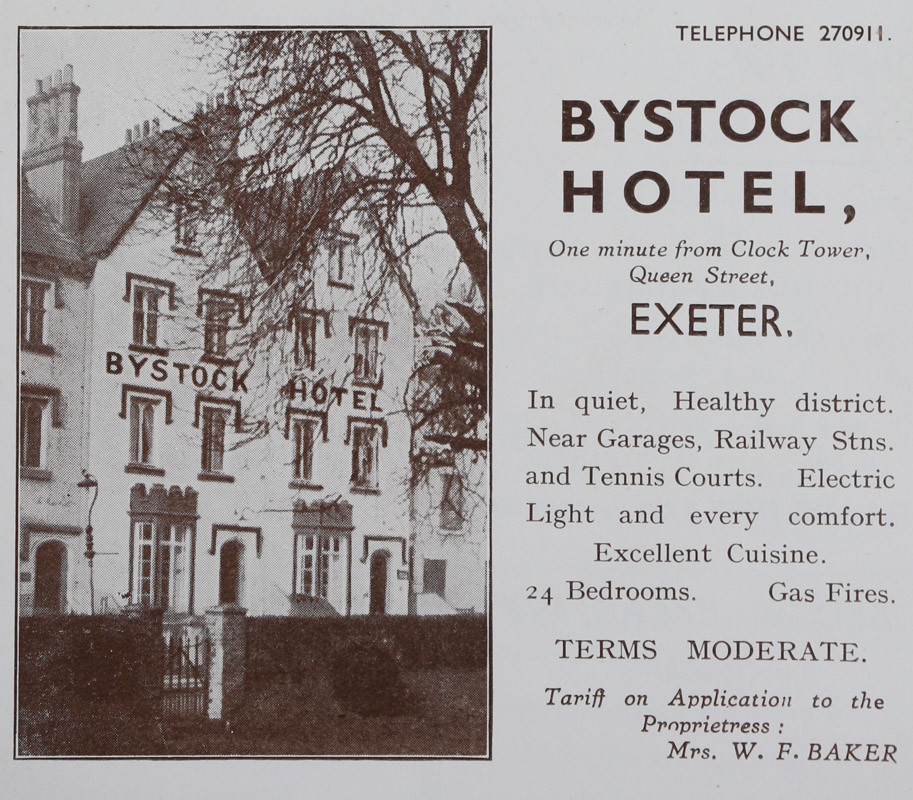 TELEPHONE 270911.
BYSTOCK
HOTEL,
One minute from Clock Tower,
Queen Street,
EXETER.
In quiet, Healthy district.
Near Garages, Railway Stns.
and Tennis Courts. Electric
Light and every comfort.
Excellent Cuisine.
24 Bedrooms. Gas Fires.
TERMS MODERATE.
Tariff on Application to the
Proprietress :
Mrs. W. F. BAKER
BYSTOCK HOTEL